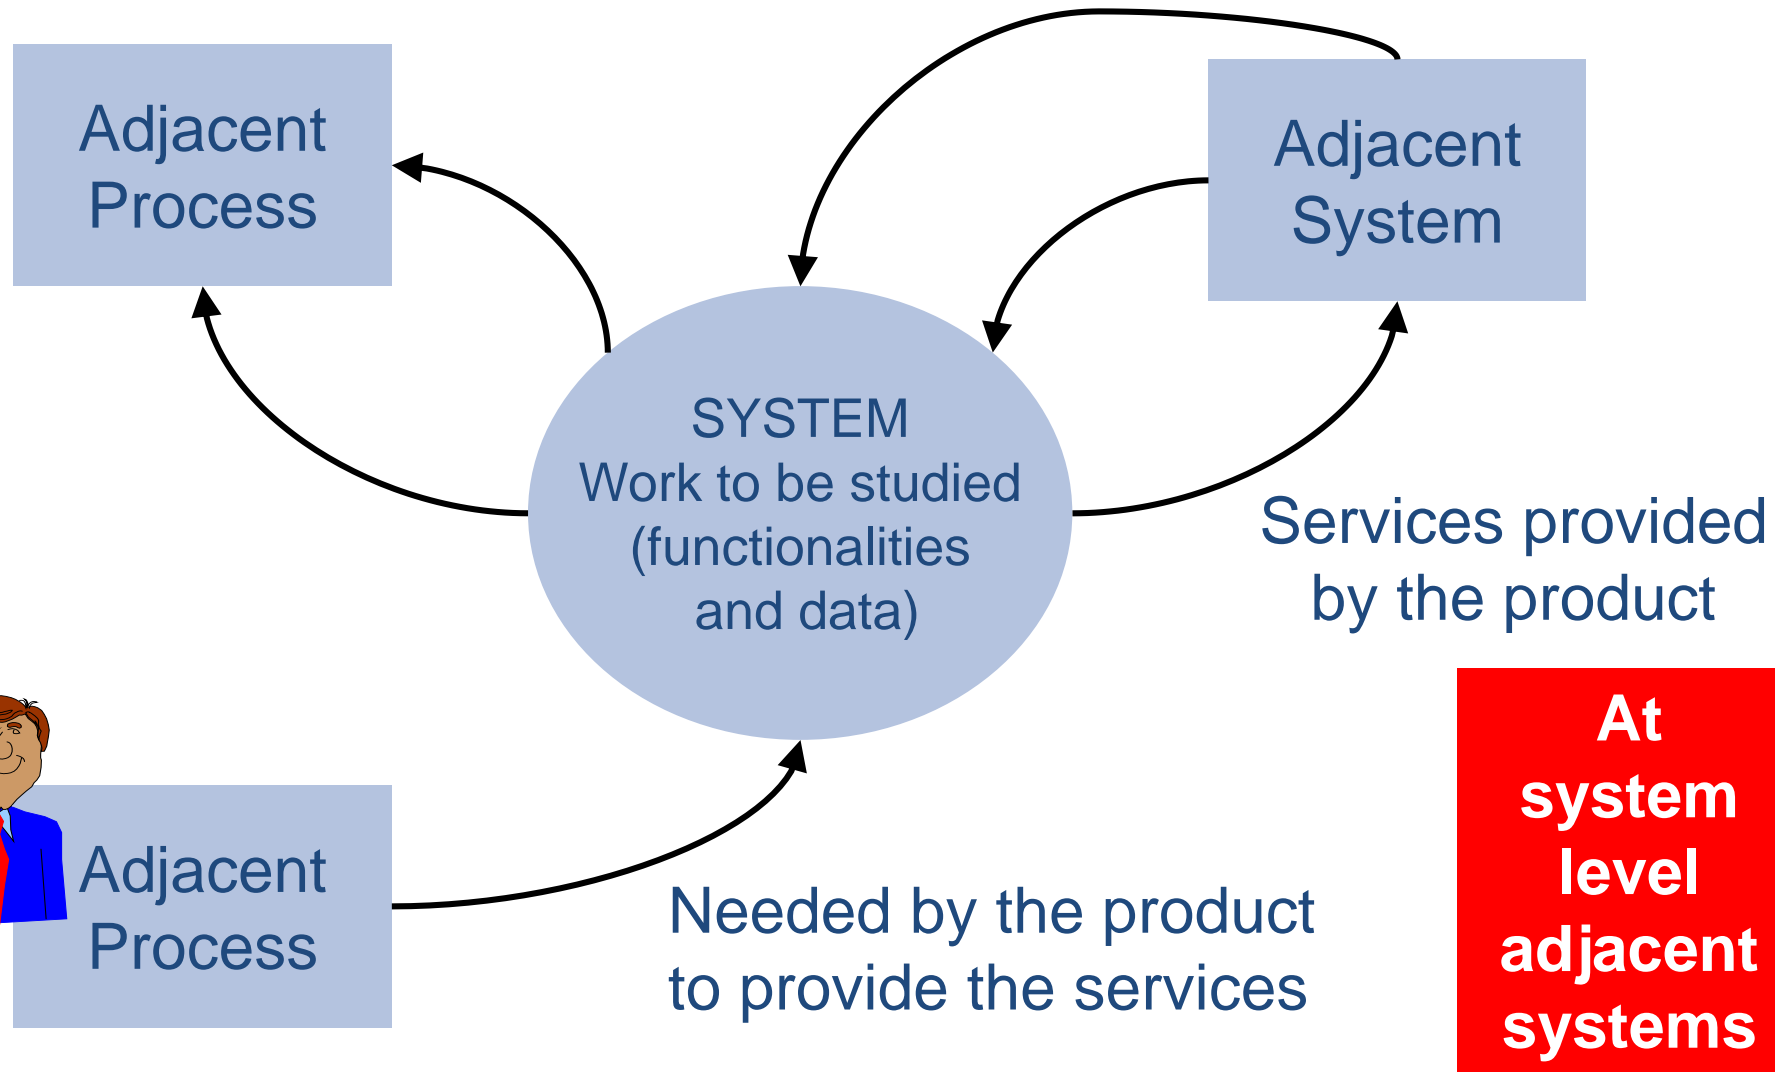 Adjacent
Process
Adjacent
System
SYSTEM
Work to be studied
(functionalities
and data)
Services provided
by the product
Adjacent
Process
Needed by the product
to provide the services
At
system
level
adjacent
systems